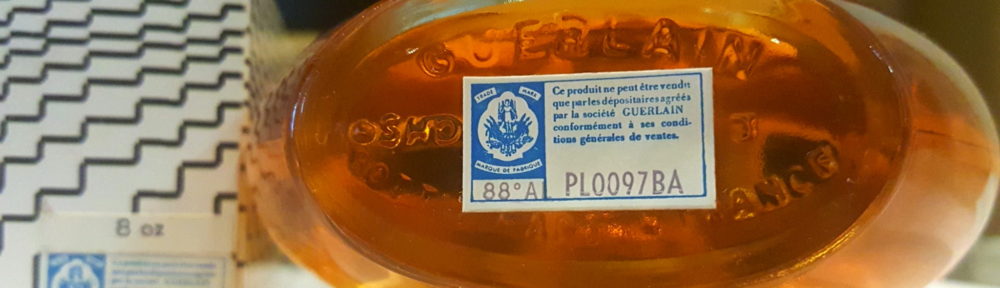 GUERLAIN
TRADE MARK
MARQUE DE FABRIQUE
Ce produit ne peut être vendu
que par les dépositaires agréés
par la société GUERLAIN
conformément à ses condi-
tions générales de ventes.
88°A
PL0097BA
FRANCE
8 oz